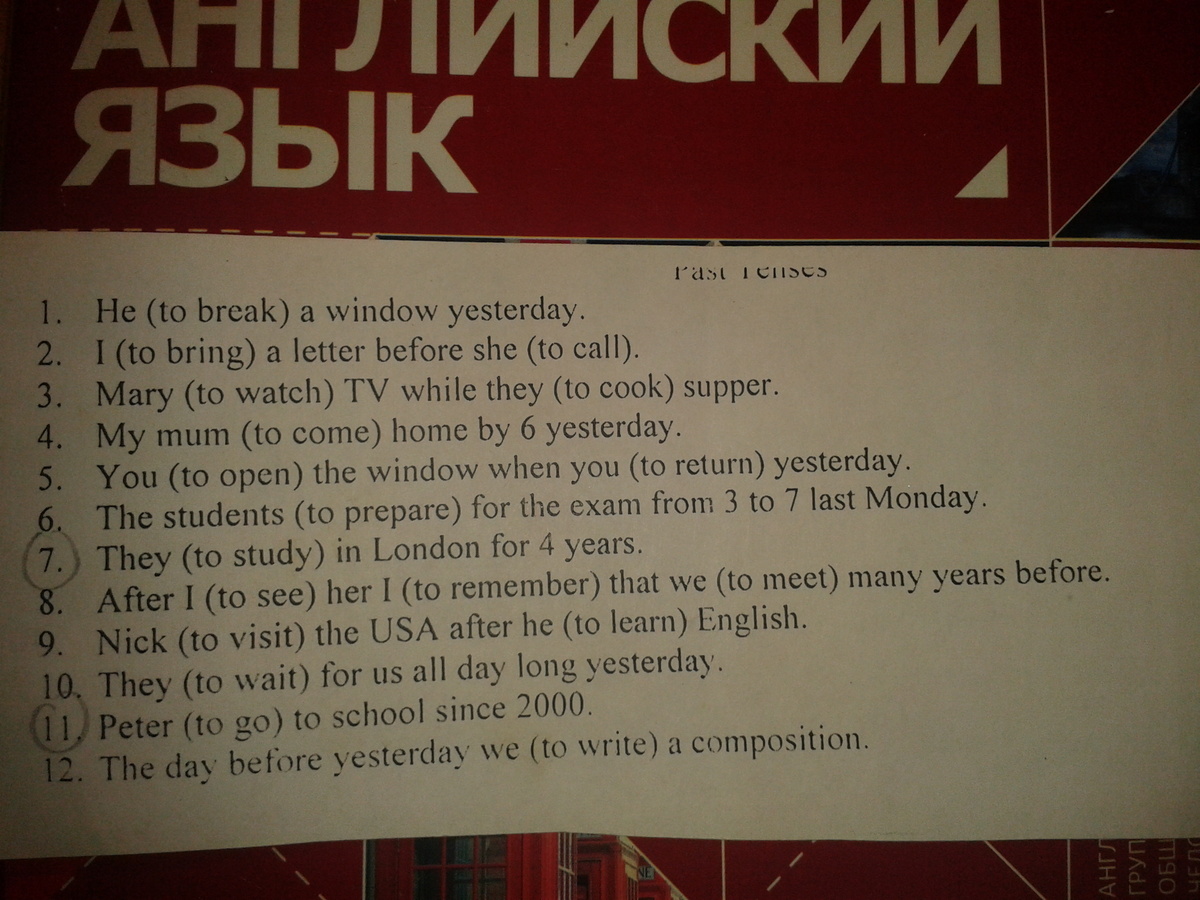 АНГЛИЙСКИЙ
ЯЗЫК
Past Tenses
1. He (to break) a window yesterday.
2. I (to bring) a letter before she (to call).
3. Mary (to watch) TV while they (to cook) supper.
4. My mum (to come) home by 6 yesterday.
5. You (to open) the window when you (to return) yesterday.
6. The students (to prepare) for the exam from 3 to 7 last Monday.
7. They (to study) in London for 4 years.
8. After I (to see) her I (to remember) that we (to meet) many years before.
9. Nick (to visit) the USA after he (to learn) English.
10. They (to wait) for us all day long yesterday.
11. Peter (to go) to school since 2000.
12. The day before yesterday we (to write) a composition.
АНГЛ
ГРУП
ОБЩ